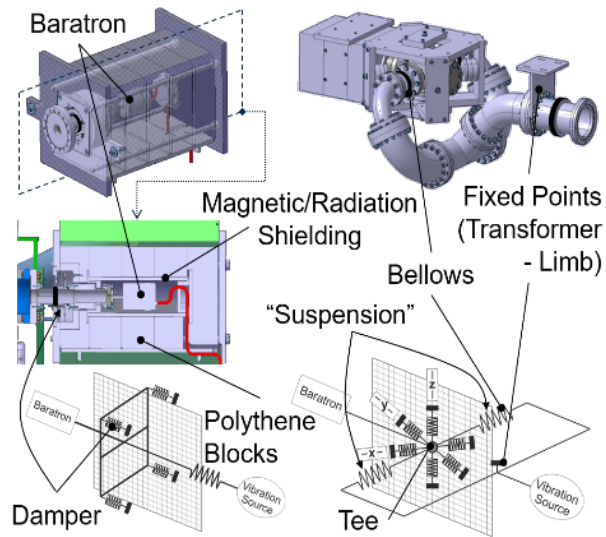 Baratron
Magnetic/Radiation
Shielding
Fixed Points
(Transformer
- Limb)
Bellows
“Suspension”
Polythene
Blocks
Damper
Baratron
Vibration
Source
Baratron
-z-
-y-
-x-
Tee
Vibration
Source